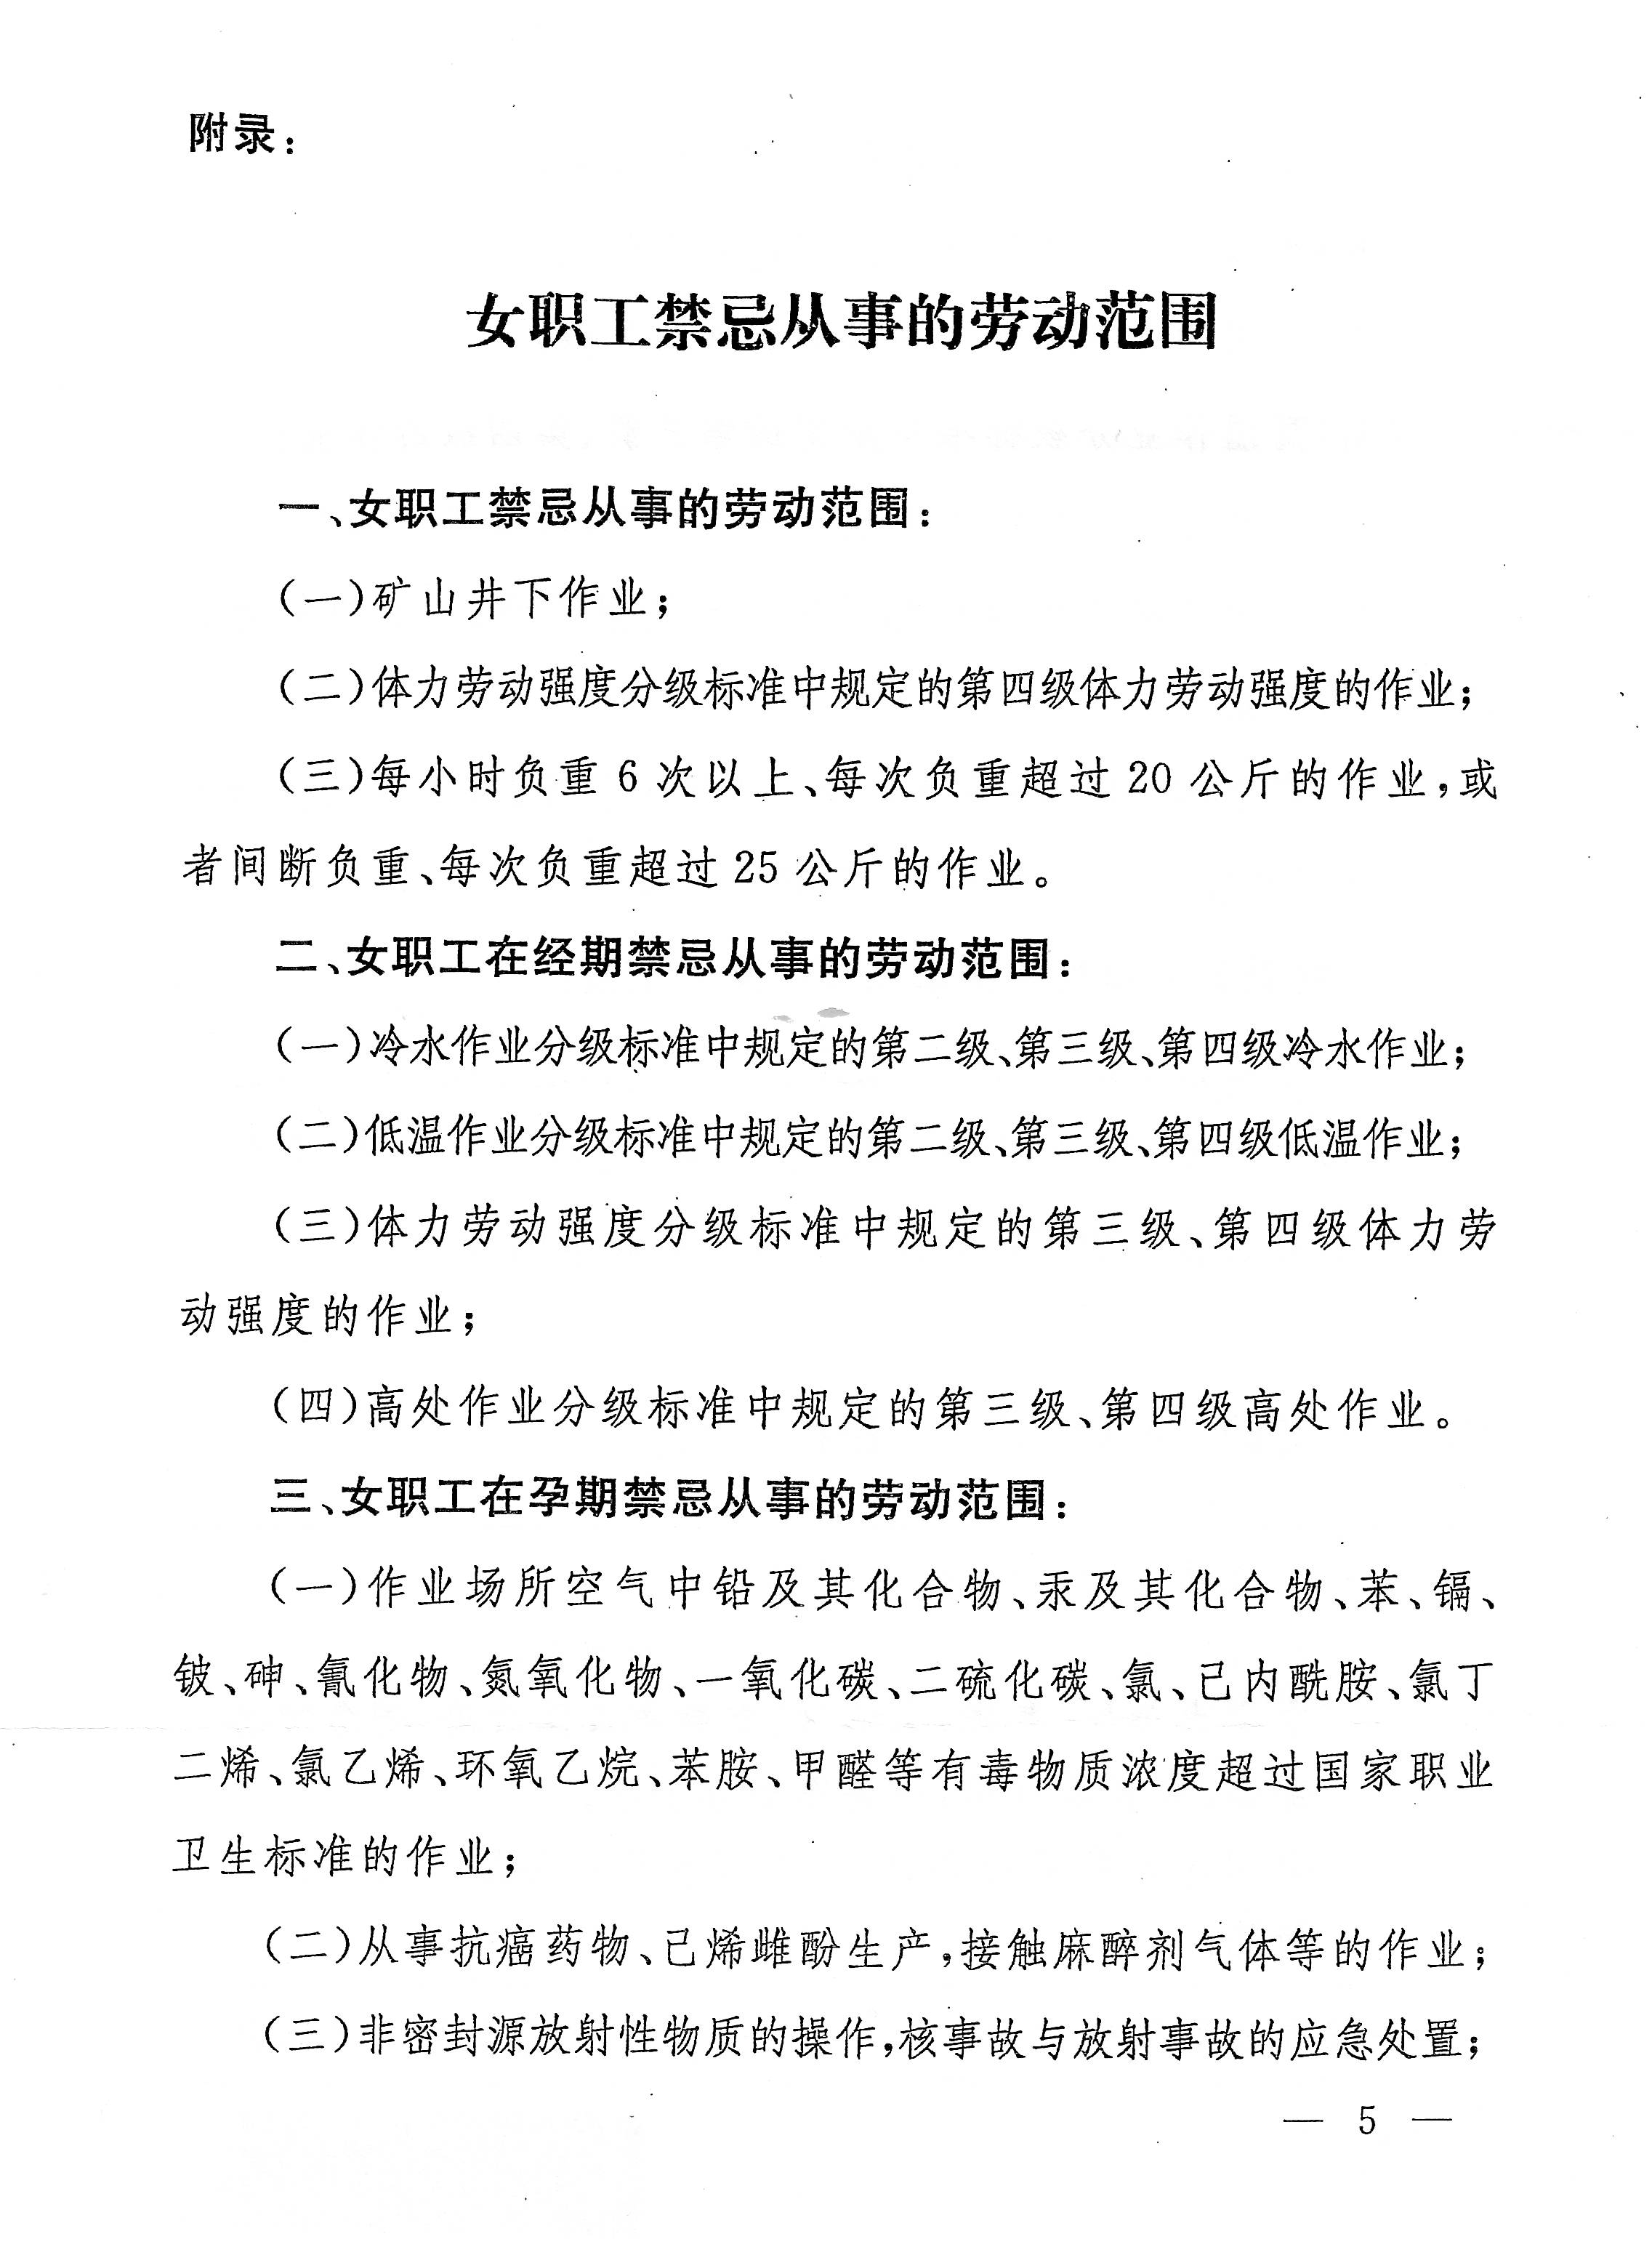 附录：
女职工禁忌从事的劳动范围
一、女职工禁忌从事的劳动范围：
（一）矿山井下作业；
（二）体力劳动强度分级标准中规定的第四级体力劳动强度的作业；
（三）每小时负重6次以上、每次负重超过20公斤的作业，或
者间断负重、每次负重超过25公斤的作业。
二、女职工在经期禁忌从事的劳动范围：
（一）冷水作业分级标准中规定的第二级、第三级、第四级冷水作业；
（二）低温作业分级标准中规定的第二级、第三级、第四级低温作业；
（三）体力劳动强度分级标准中规定的第三级、第四级体力劳
动强度的作业；
（四）高处作业分级标准中规定的第三级、第四级高处作业。
三、女职工在孕期禁忌从事的劳动范围：
（一）作业场所空气中铅及其化合物、汞及其化合物、苯、镉、
铍、砷、氰化物、氮氧化物、一氧化碳、二硫化碳、氯、己内酰胺、氯丁
二烯、氯乙烯、环氧乙烷、苯胺、甲醛等有毒物质浓度超过国家职业
卫生标准的作业；
（二）从事抗癌药物、己烯雌酚生产，接触麻醉剂气体等的作业；
（三）非密封源放射性物质的操作，核事故与放射事故的应急处置；
— 5 —